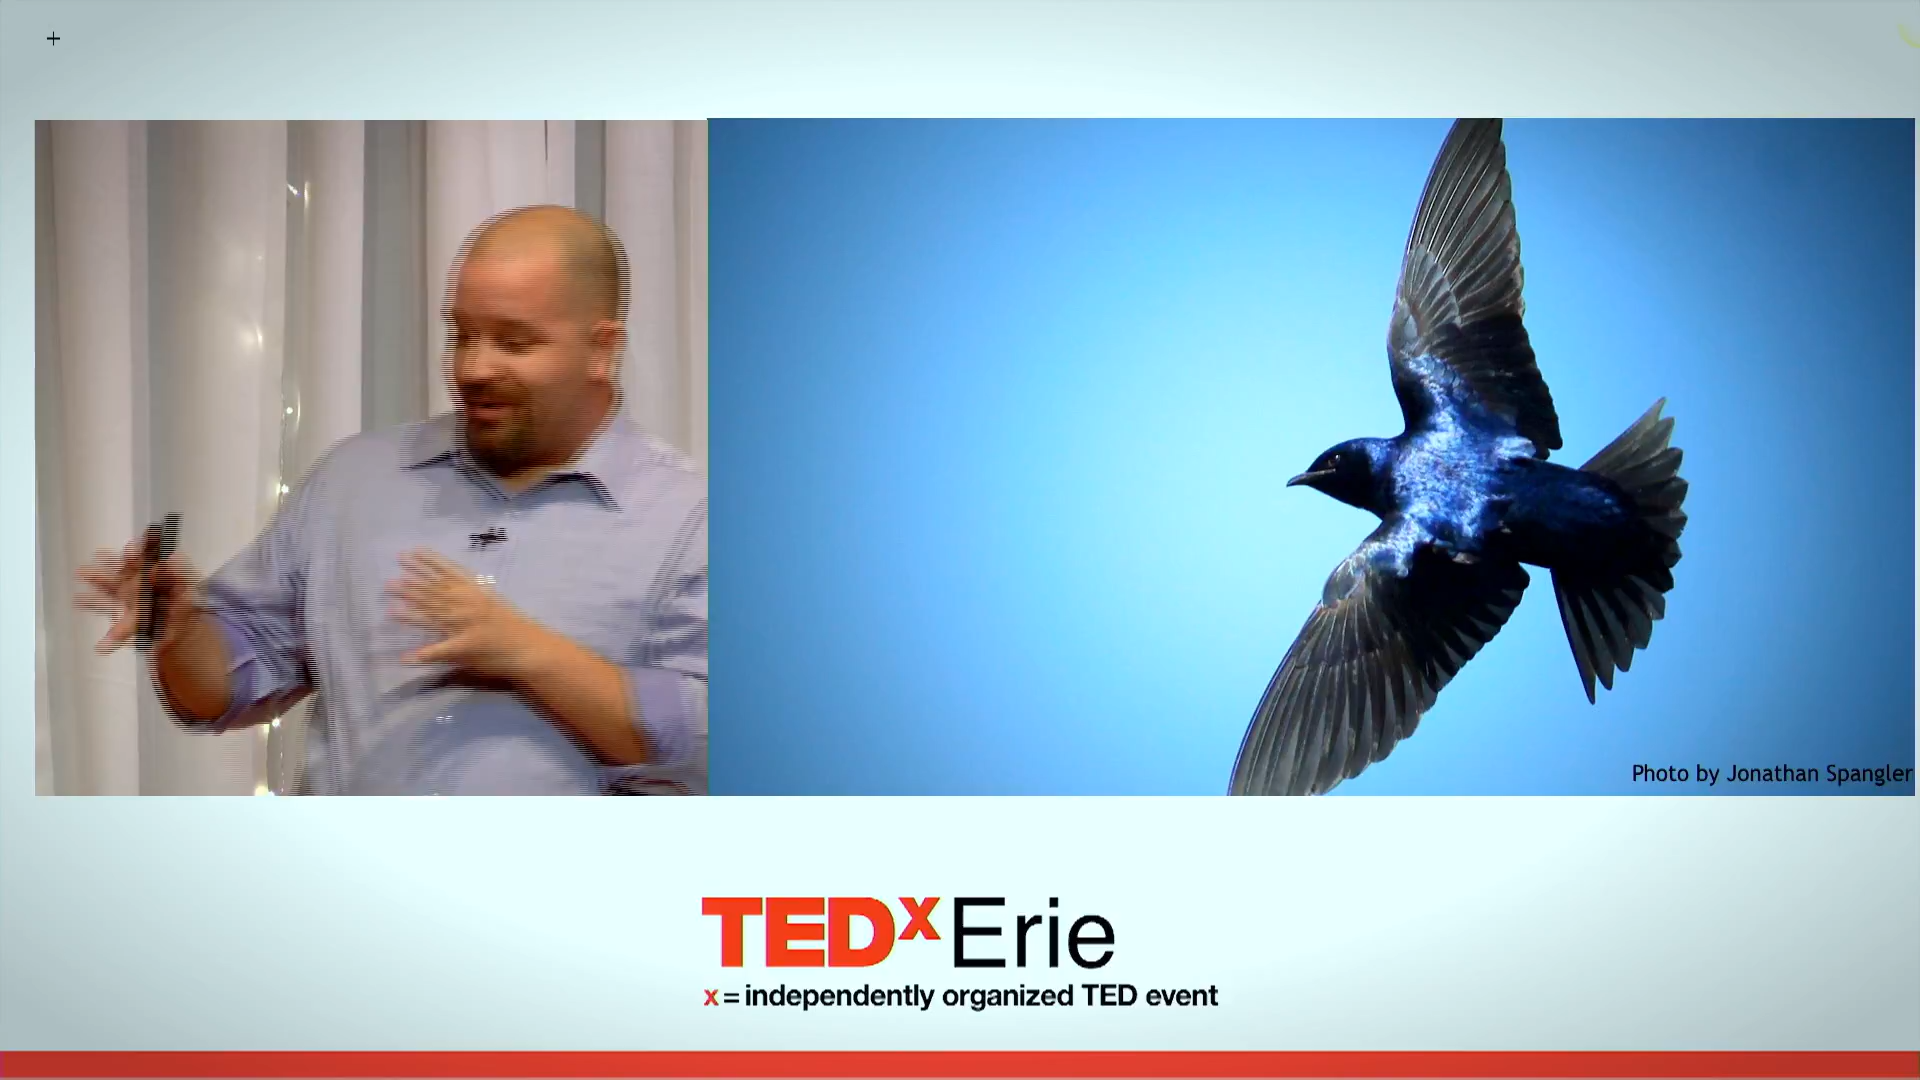 Photo by Jonathan Spangler
TEDx Erie
x = independently organized TED event